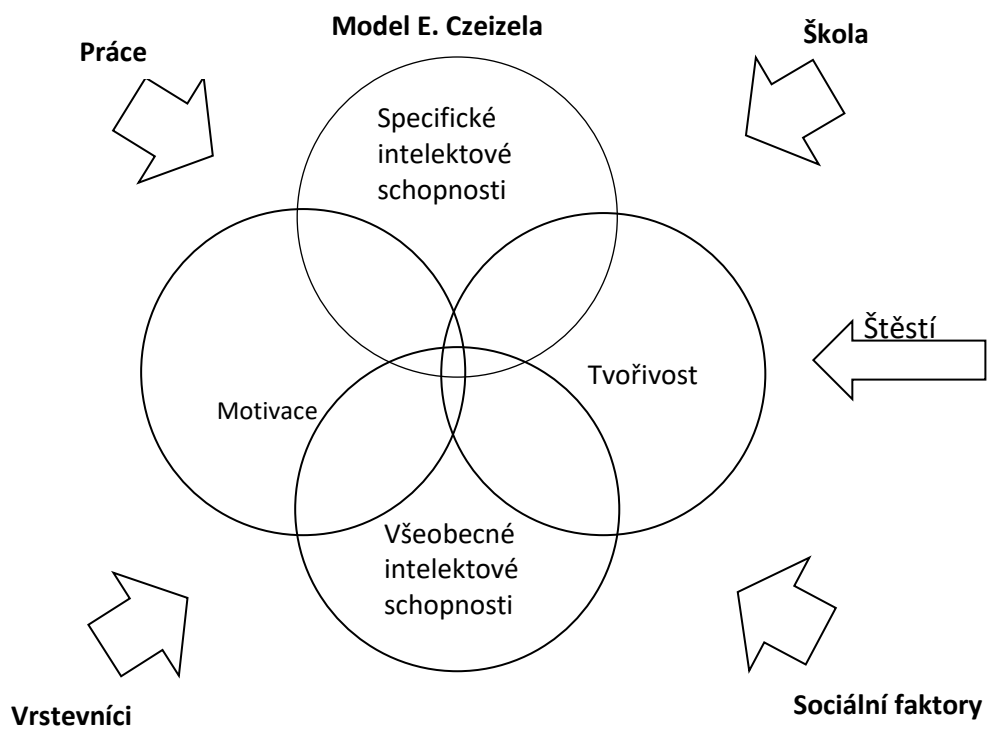 Model E. Czeizela
Práce
Škola
Specifické
intelektové
schopnosti
Štěstí
Tvořivost
Motivace
Všeobecné
intelektové
schopnosti
Vrstevníci
Sociální faktory